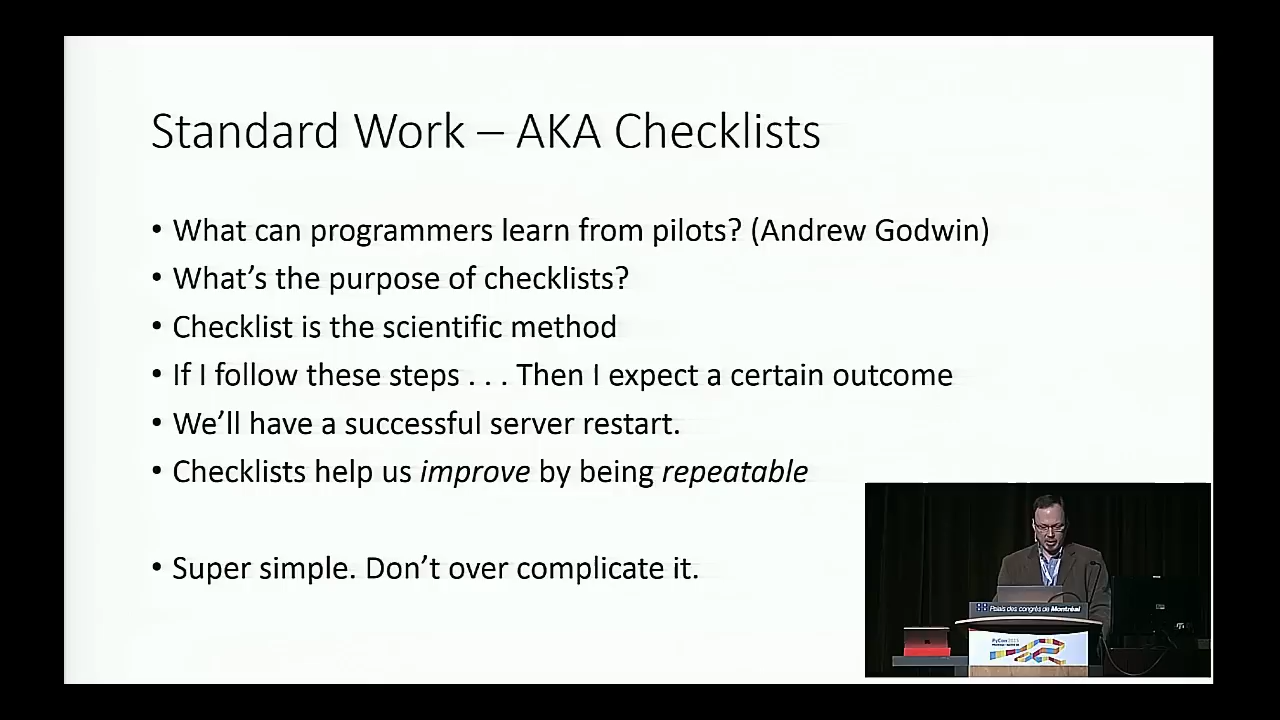 Standard Work – AKA Checklists
• What can programmers learn from pilots? (Andrew Godwin)
• What’s the purpose of checklists?
• Checklist is the scientific method
• If I follow these steps . . . Then I expect a certain outcome
• We’ll have a successful server restart.
• Checklists help us improve by being repeatable
• Super simple. Don’t over complicate it.
Palais des congrès de Montréal
PyCon 2015